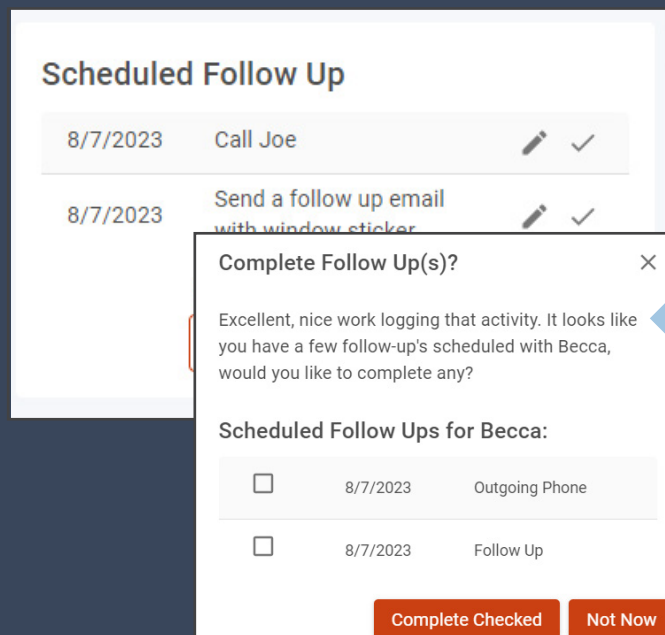 Scheduled Follow Up
8/7/2023 Call Joe
8/7/2023 Send a follow up email
with window sticker
Complete Follow Up(s)?
Excellent, nice work logging that activity. It looks like
you have a few follow-up's scheduled with Becca,
would you like to complete any?
Scheduled Follow Ups for Becca:
8/7/2023 Outgoing Phone
8/7/2023 Follow Up
Complete Checked Not Now